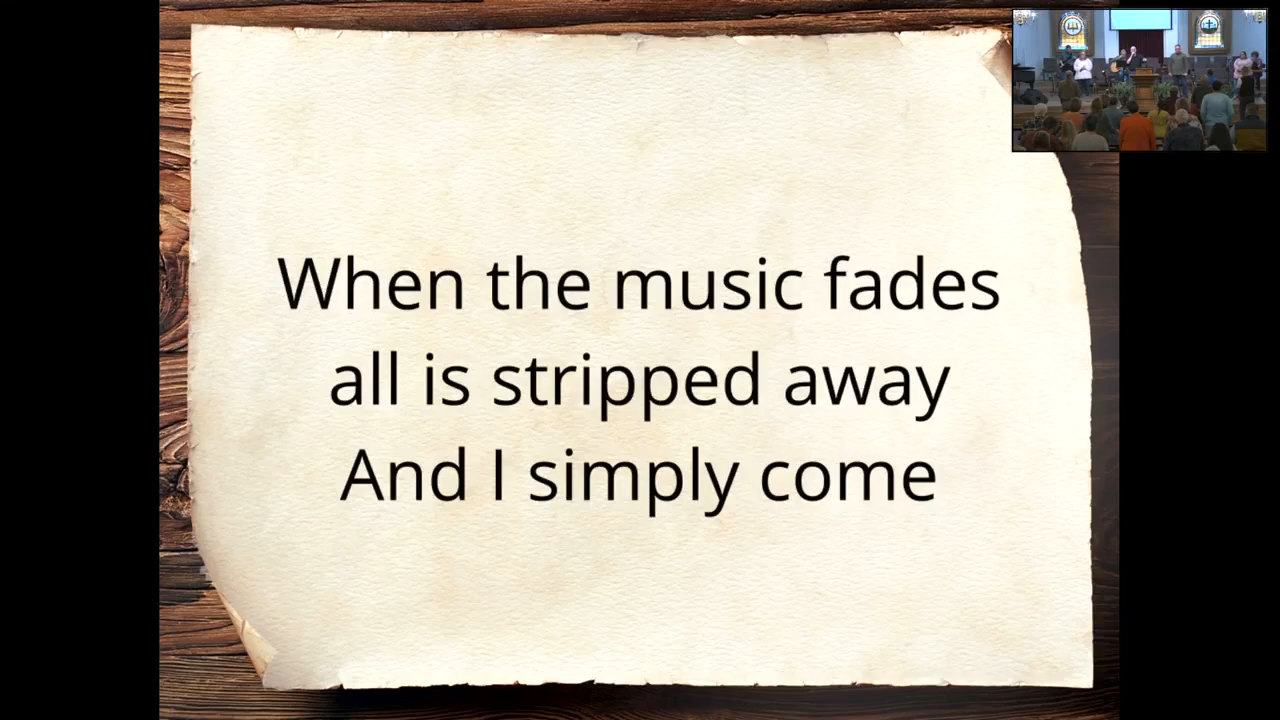 When the music fades
all is stripped away
And I simply come